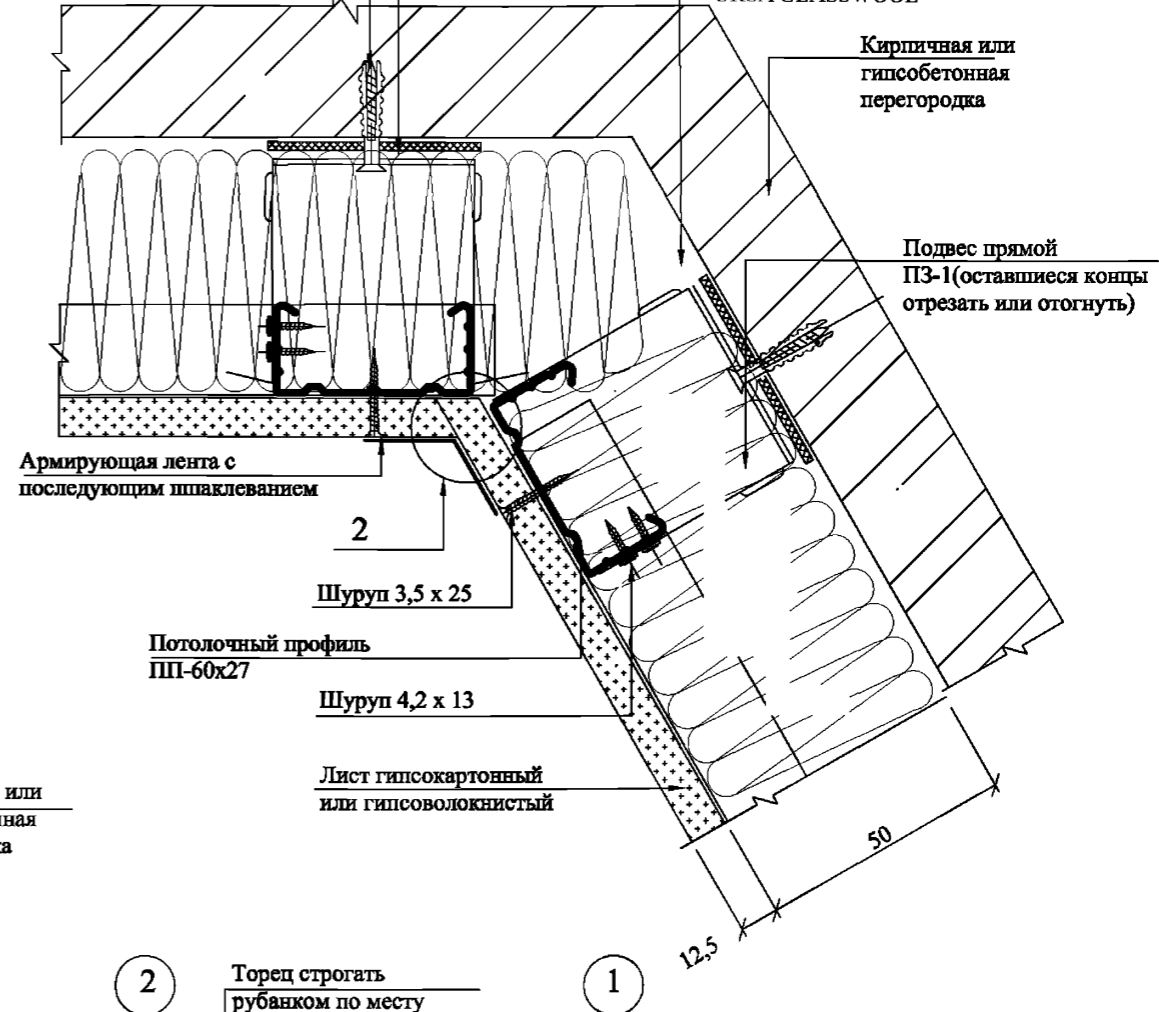 Кирпичная или
гипсобетонная
перегородка
Подвес прямой
ПЗ-1(оставшиеся концы
отрезать или отогнуть)
Армирующая лента с
последующим шпаклеванием
2
Шуруп 3,5 х 25
Потолочный профиль
ПП-60х27
Шуруп 4,2 х 13
Лист гипсокартонный
или гипсоволокнистый
или
50
12,5
2
Торец строгать
рубанком по месту
1